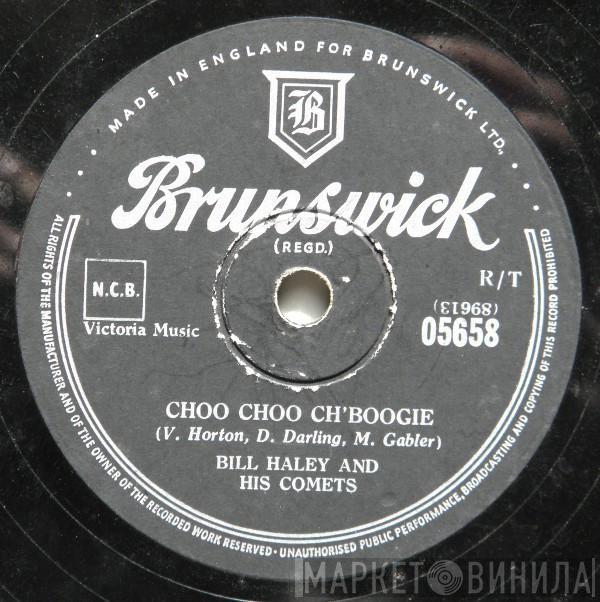 MADE IN ENGLAND FOR BRUNSWICK LTD.,
B
Brunswick
(REGD.)
N.C.B.
Victoria Music
R/T
(89613)
05658
CHOO CHOO CH'BOOGIE
(V. Horton, D. Darling, M. Gabler)
BILL HALEY AND
HIS COMETS
ALL RIGHTS OF THE MANUFACTURER AND OF THE OWNER OF THE RECORDED WORK RESERVED · UNAUTHORISED PUBLIC PERFORMANCE, BROADCASTING AND COPYING OF THIS RECORD PROHIBITED
МАРКЕТ ВИНИЛА